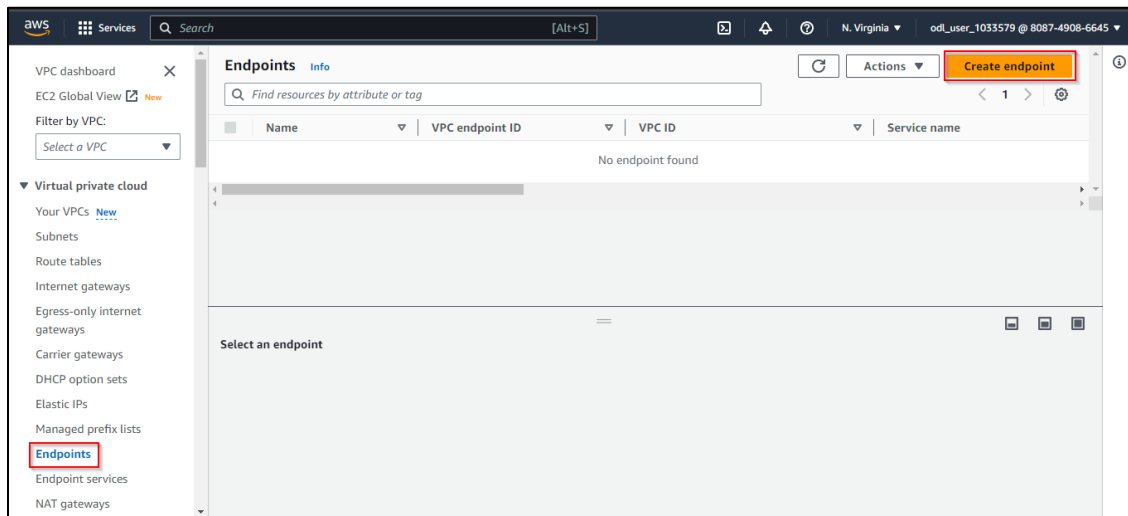 aws
Services
Search
[Alt+S]
N. Virginia
odl_user_1033579 @ 8087-4908-6645
VPC dashboard
EC2 Global View New
Filter by VPC:
Select a VPC
Virtual private cloud
Your VPCs New
Subnets
Route tables
Internet gateways
Egress-only internet
gateways
Carrier gateways
DHCP option sets
Elastic IPs
Managed prefix lists
Endpoints
Endpoint services
NAT gateways
Endpoints Info
Actions
Create endpoint
Find resources by attribute or tag
1
Name
VPC endpoint ID
VPC ID
Service name
No endpoint found
Select an endpoint